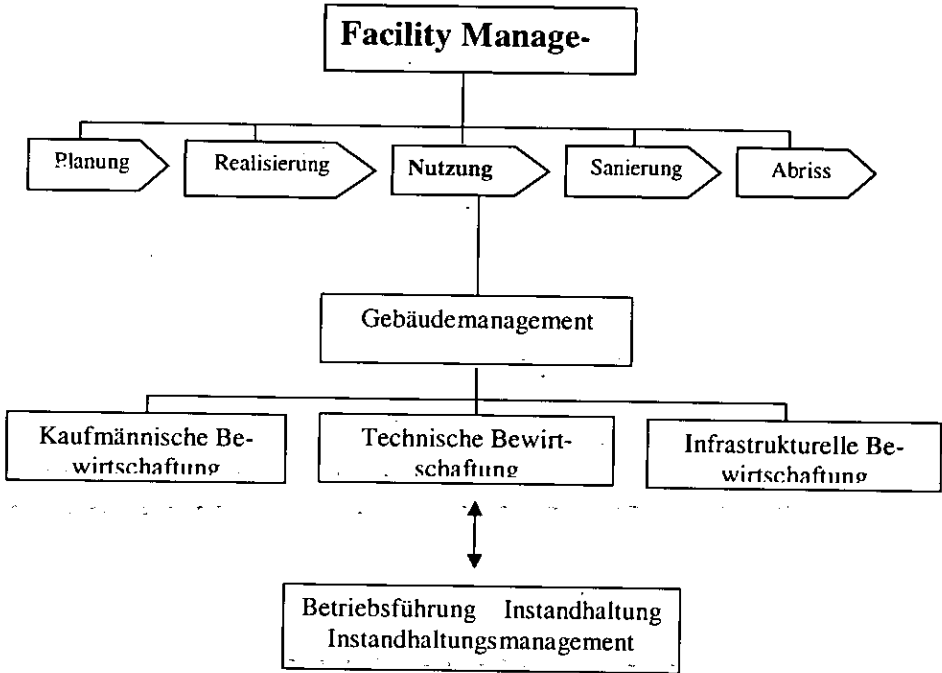 Facility Manage-
Planung
Realisierung
Nutzung
Sanierung
Abriss
Gebäudemanagement
Kaufmännische Be-
wirtschaftung
Technische Bewirt-
schaftung
Infrastrukturelle Be-
wirtschaftung
Betriebsführung Instandhaltung
Instandhaltungsmanagement